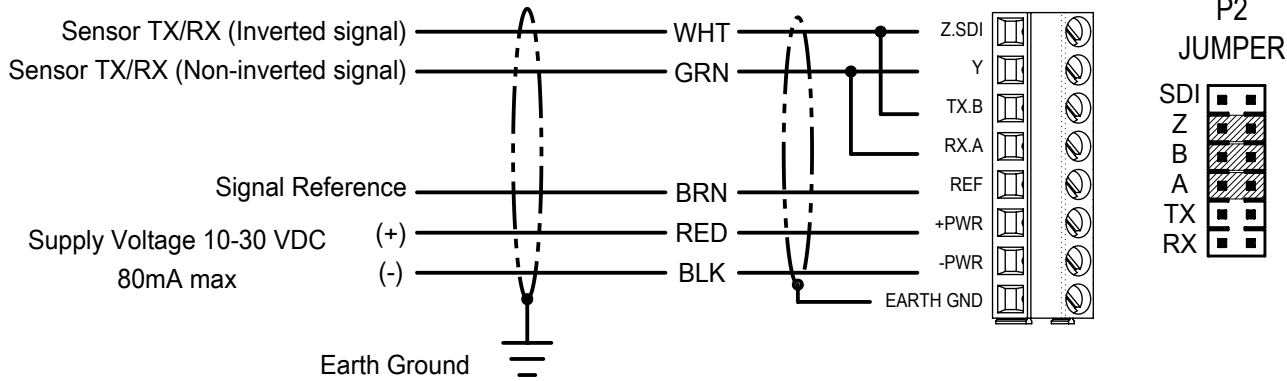 Sensor TX/RX (Inverted signal)
WHT
Z.SDI
Sensor TX/RX (Non-inverted signal)
GRN
Y
TX.B
RX.A
Signal Reference
BRN
REF
Supply Voltage 10-30 VDC
80mA max
(+)
RED
+PWR
(-)
BLK
-PWR
EARTH GND
Earth Ground
P2
JUMPER
SDI
Z
B
A
TX
RX